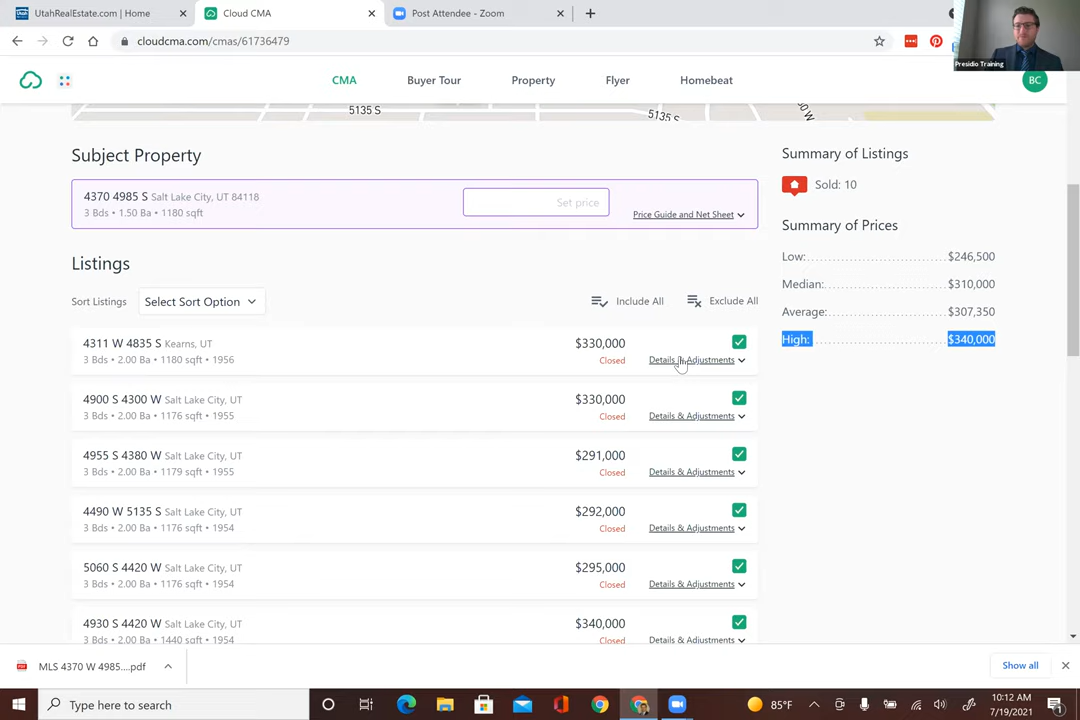 UtahRealEstate.com | Home
Cloud CMA
Post Attendee - Zoom
cloudcma.com/cmas/61736479
Presidio Training
CMA
Buyer Tour
Property
Flyer
Homebeat
BC
5135 S
5135 S
Subject Property
4370 4985 S Salt Lake City, UT 84118
3 Bds • 1.50 Ba • 1180 sqft
Set price
Price Guide and Net Sheet
Summary of Listings
Sold: 10
Summary of Prices
Low: $246,500
Median: $310,000
Average: $307,350
High: $340,000
Listings
Sort Listings
Select Sort Option
Include All
Exclude All
4311 W 4835 S Kearns, UT
3 Bds • 2.00 Ba • 1180 sqft • 1956
$330,000
Closed
Details & Adjustments
4900 S 4300 W Salt Lake City, UT
3 Bds • 2.00 Ba • 1176 sqft • 1955
$330,000
Closed
Details & Adjustments
4955 S 4380 W Salt Lake City, UT
3 Bds • 2.00 Ba • 1179 sqft • 1955
$291,000
Closed
Details & Adjustments
4490 W 5135 S Salt Lake City, UT
3 Bds • 2.00 Ba • 1176 sqft • 1954
$292,000
Closed
Details & Adjustments
5060 S 4420 W Salt Lake City, UT
3 Bds • 2.00 Ba • 1176 sqft • 1954
$295,000
Closed
Details & Adjustments
4930 S 4420 W Salt Lake City, UT
3 Bds • 2.00 Ba • 1440 sqft • 1954
$340,000
Closed
Details & Adjustments
MLS 4370 W 4985....pdf
Show all
Type here to search
85°F
10:12 AM
7/19/2021